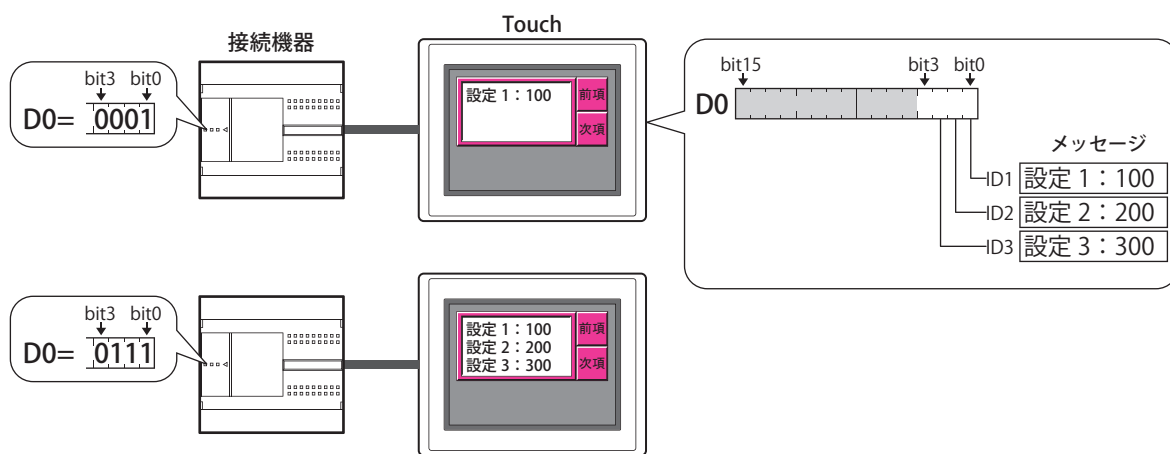 接続機器
Touch
bit3 bit0
D0= 0001
設定 1：100
前項
次項
bit15 bit3 bit0
D0
メッセージ
ID1 設定 1：100
ID2 設定 2：200
ID3 設定 3：300
bit3 bit0
D0= 0111
設定 1：100
設定 2：200
設定 3：300
前項
次項